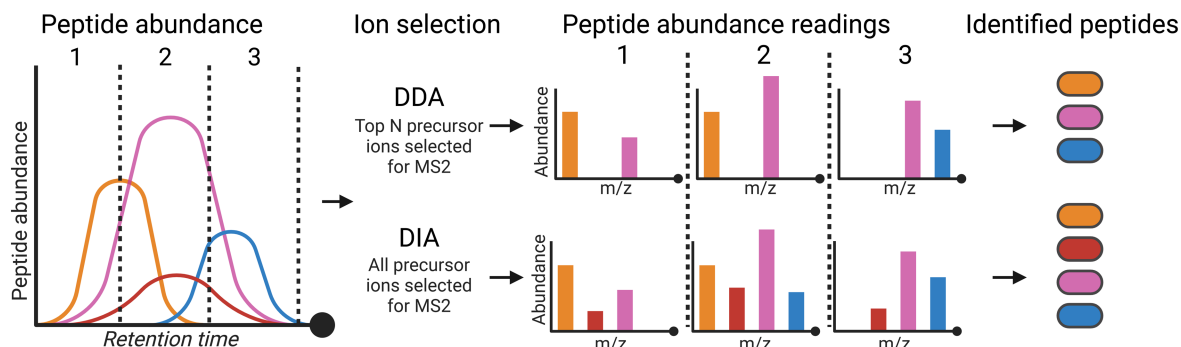 Peptide abundance
Ion selection
Peptide abundance readings
Identified peptides
1 2 3
1 2 3
Peptide abundance
Retention time
DDA
Top N precursor
ions selected
for MS2
Abundance
m/z
m/z
m/z
DIA
All precursor
ions selected
for MS2
Abundance
m/z
m/z
m/z